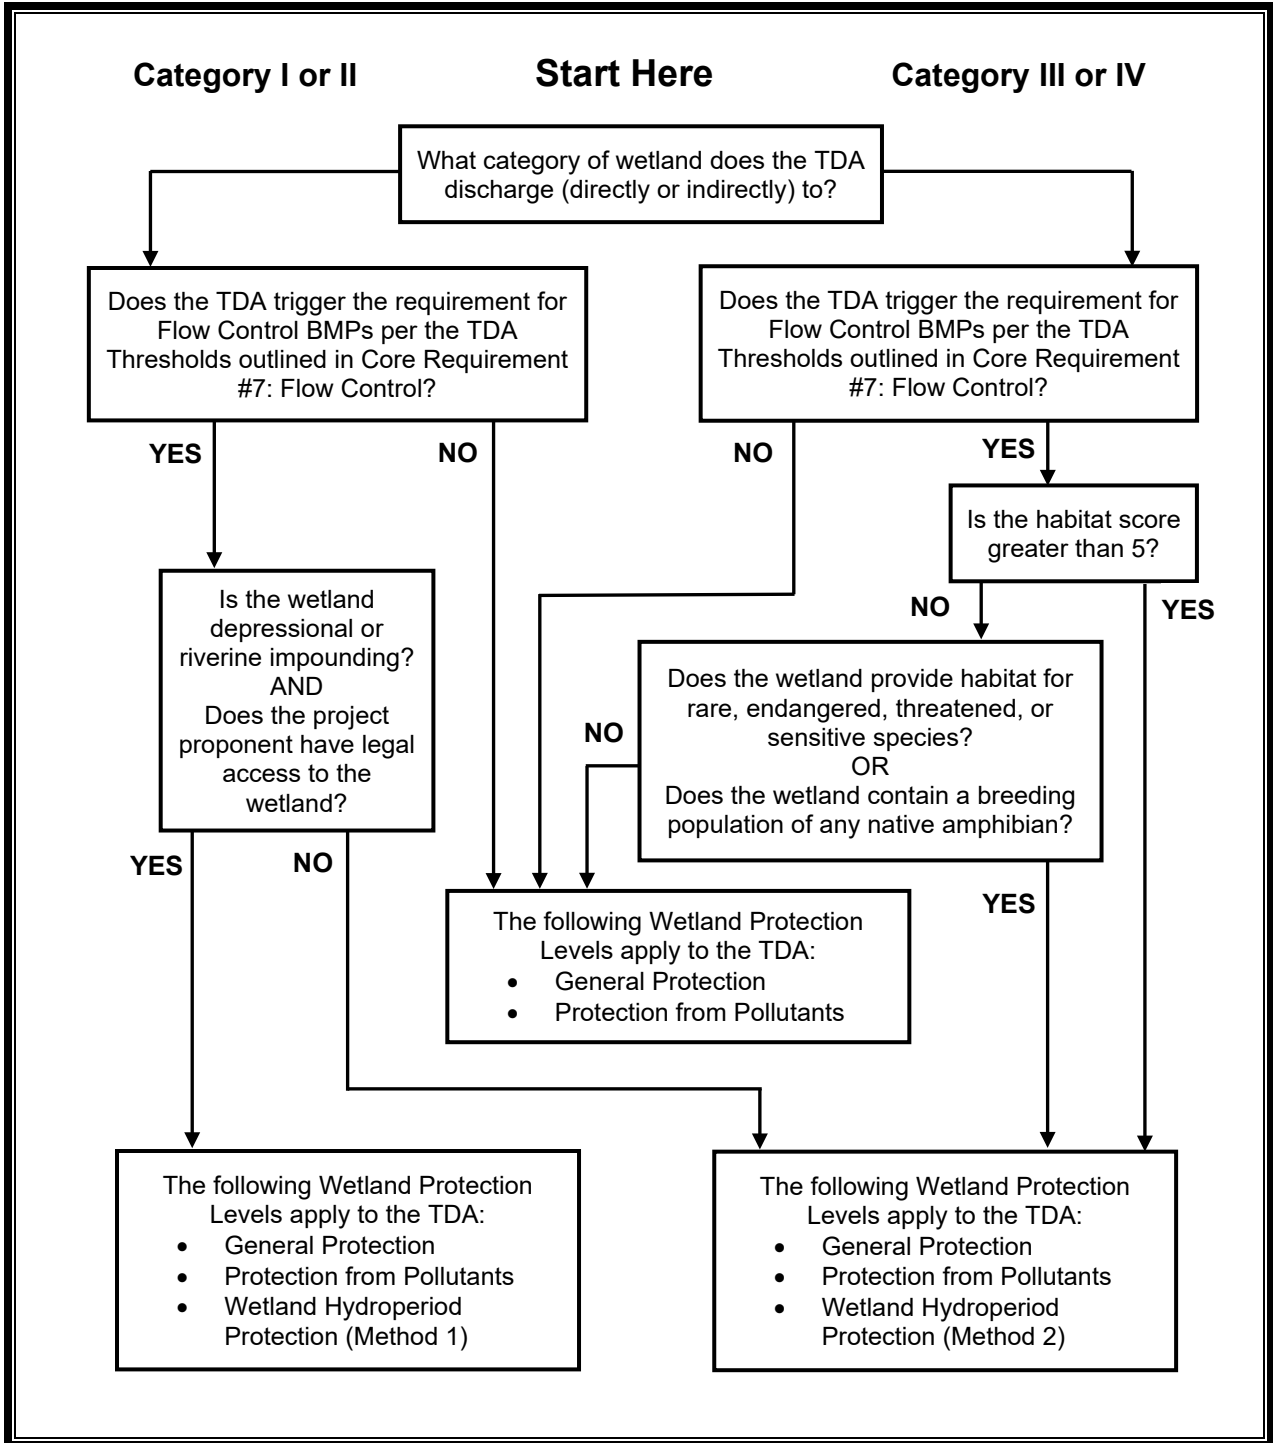 Category I or II
Start Here
Category III or IV
What category of wetland does the TDA
discharge (directly or indirectly) to?
Does the TDA trigger the requirement for
Flow Control BMPs per the TDA
Thresholds outlined in Core Requirement
#7: Flow Control?
Does the TDA trigger the requirement for
Flow Control BMPs per the TDA
Thresholds outlined in Core Requirement
#7: Flow Control?
YES
NO
NO
YES
Is the habitat score
greater than 5?
NO
YES
Is the wetland
depressional or
riverine impounding?
AND
Does the project
proponent have legal
access to the
wetland?
Does the wetland provide habitat for
rare, endangered, threatened, or
sensitive species?
OR
Does the wetland contain a breeding
population of any native amphibian?
NO
YES
NO
YES
The following Wetland Protection
Levels apply to the TDA:
• General Protection
• Protection from Pollutants
The following Wetland Protection
Levels apply to the TDA:
• General Protection
• Protection from Pollutants
• Wetland Hydroperiod
Protection (Method 1)
The following Wetland Protection
Levels apply to the TDA:
• General Protection
• Protection from Pollutants
• Wetland Hydroperiod
Protection (Method 2)